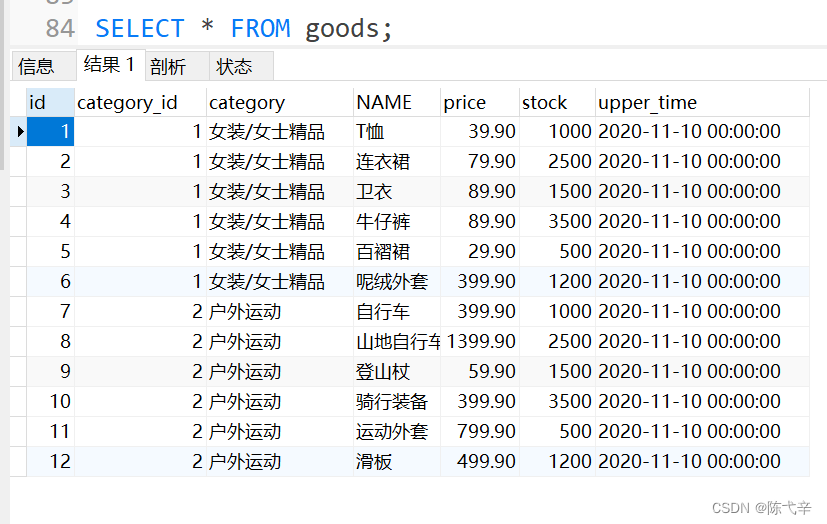 84 SELECT * FROM goods;
信息 结果 1 剖析 状态
id category_id category NAME price stock upper_time
1 1 女装/女士精品 T恤 39.90 1000 2020-11-10 00:00:00
2 1 女装/女士精品 连衣裙 79.90 2500 2020-11-10 00:00:00
3 1 女装/女士精品 卫衣 89.90 1500 2020-11-10 00:00:00
4 1 女装/女士精品 牛仔裤 89.90 3500 2020-11-10 00:00:00
5 1 女装/女士精品 百褶裙 29.90 500 2020-11-10 00:00:00
6 1 女装/女士精品 呢绒外套 399.90 1200 2020-11-10 00:00:00
7 2 户外运动 自行车 399.90 1000 2020-11-10 00:00:00
8 2 户外运动 山地自行车 1399.90 2500 2020-11-10 00:00:00
9 2 户外运动 登山杖 59.90 1500 2020-11-10 00:00:00
10 2 户外运动 骑行装备 399.90 3500 2020-11-10 00:00:00
11 2 户外运动 运动外套 799.90 500 2020-11-10 00:00:00
12 2 户外运动 滑板 499.90 1200 2020-11-10 00:00:00
CSDN @陈弋辛